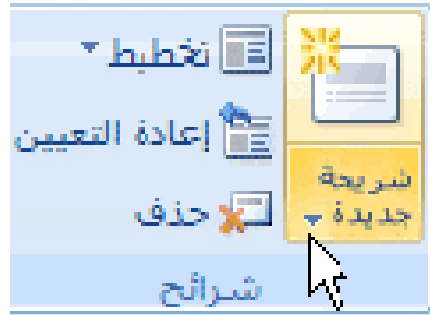 شريحة
جديدة
تخطيط
إعادة التعيين
حذف
شرائح